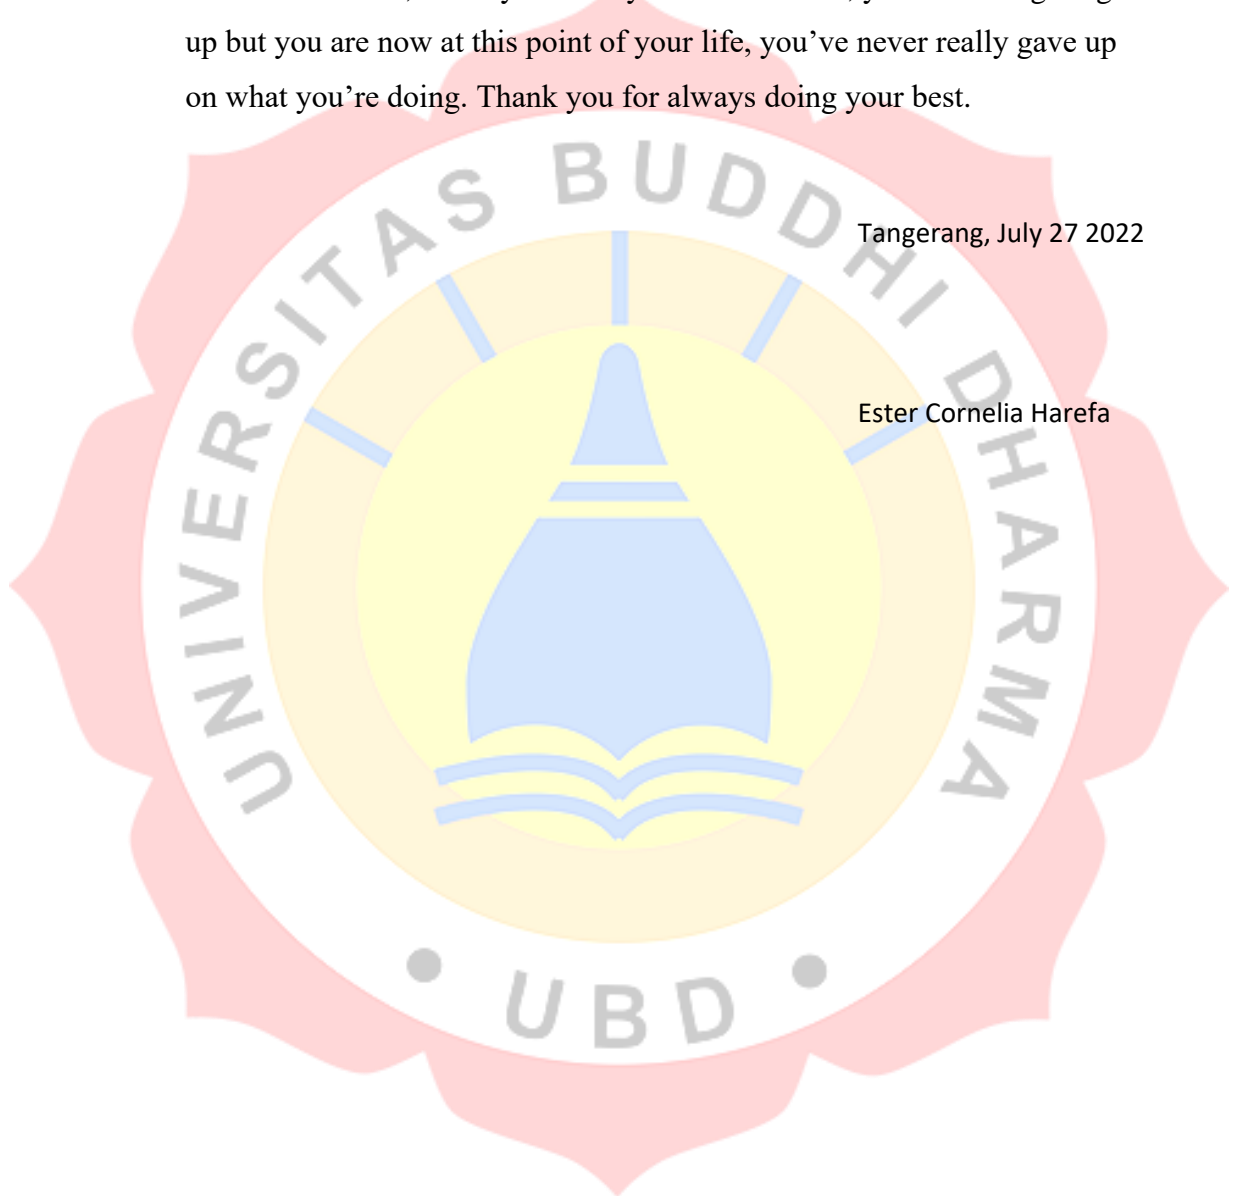 up but you are now at this point of your life, you’ve never really gave up
on what you’re doing. Thank you for always doing your best.
Tangerang, July 27 2022
Ester Cornelia Harefa
UNIVERSITAS BUDDHI DHARMA
• UBD •